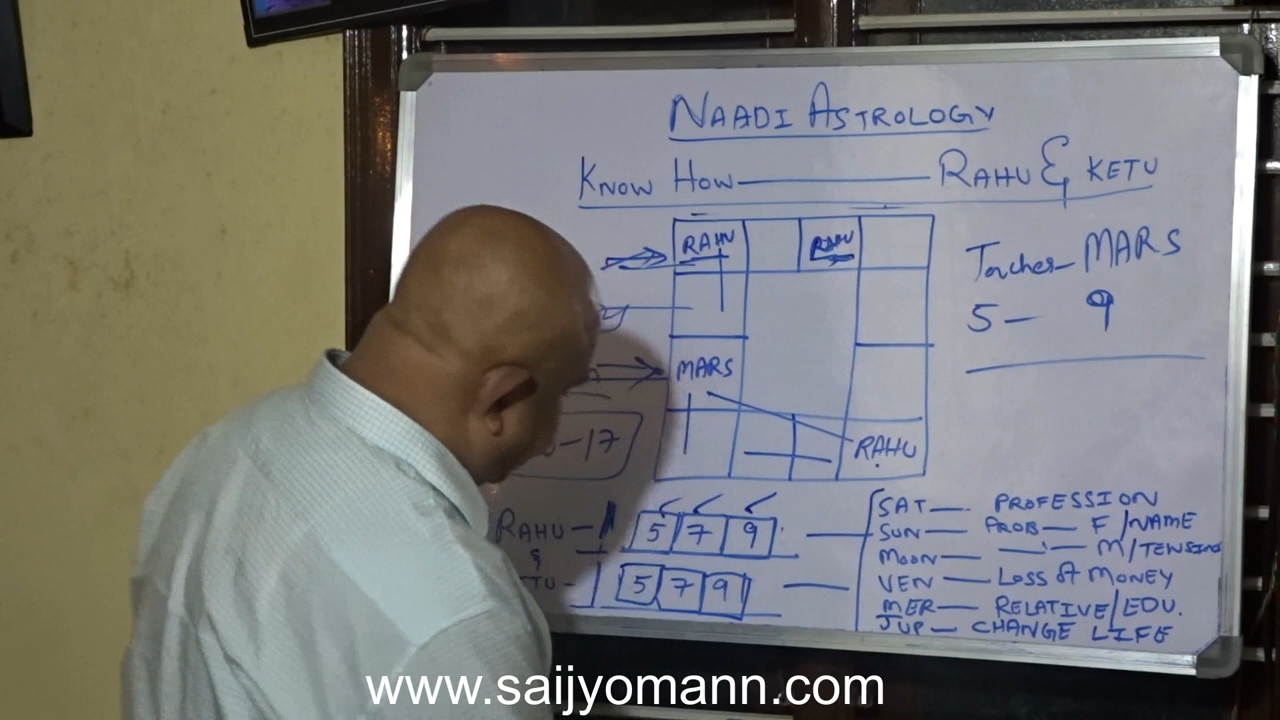 NAADI ASTROLOGY
KNOW HOW — RAHU & KETU
RAHU RAHU
MARS
RAHU
MARS
5 — 9
-17
RAHU — 1 5 7 9 —
&
5 7 9 —
SAT — PROFESSION
SUN — PROB — F/NAME
MOON — M/TENSION
VEN — LOSS OF MONEY
MER — RELATIVE/EDU.
JUP — CHANGE LIFE
www.saijyomann.com